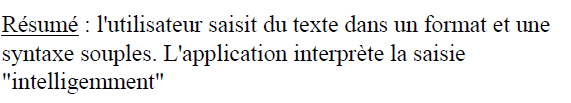 Résumé : l'utilisateur saisit du texte dans un format et une
syntaxe souples. L'application interprète la saisie
"intelligemment"